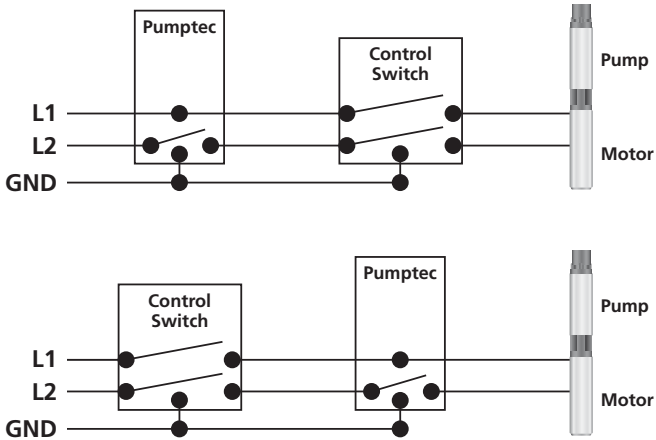 Pumptec
Control
Switch
Pump
L1
L2
Motor
GND
Pumptec
Control
Switch
Pump
L1
L2
Motor
GND